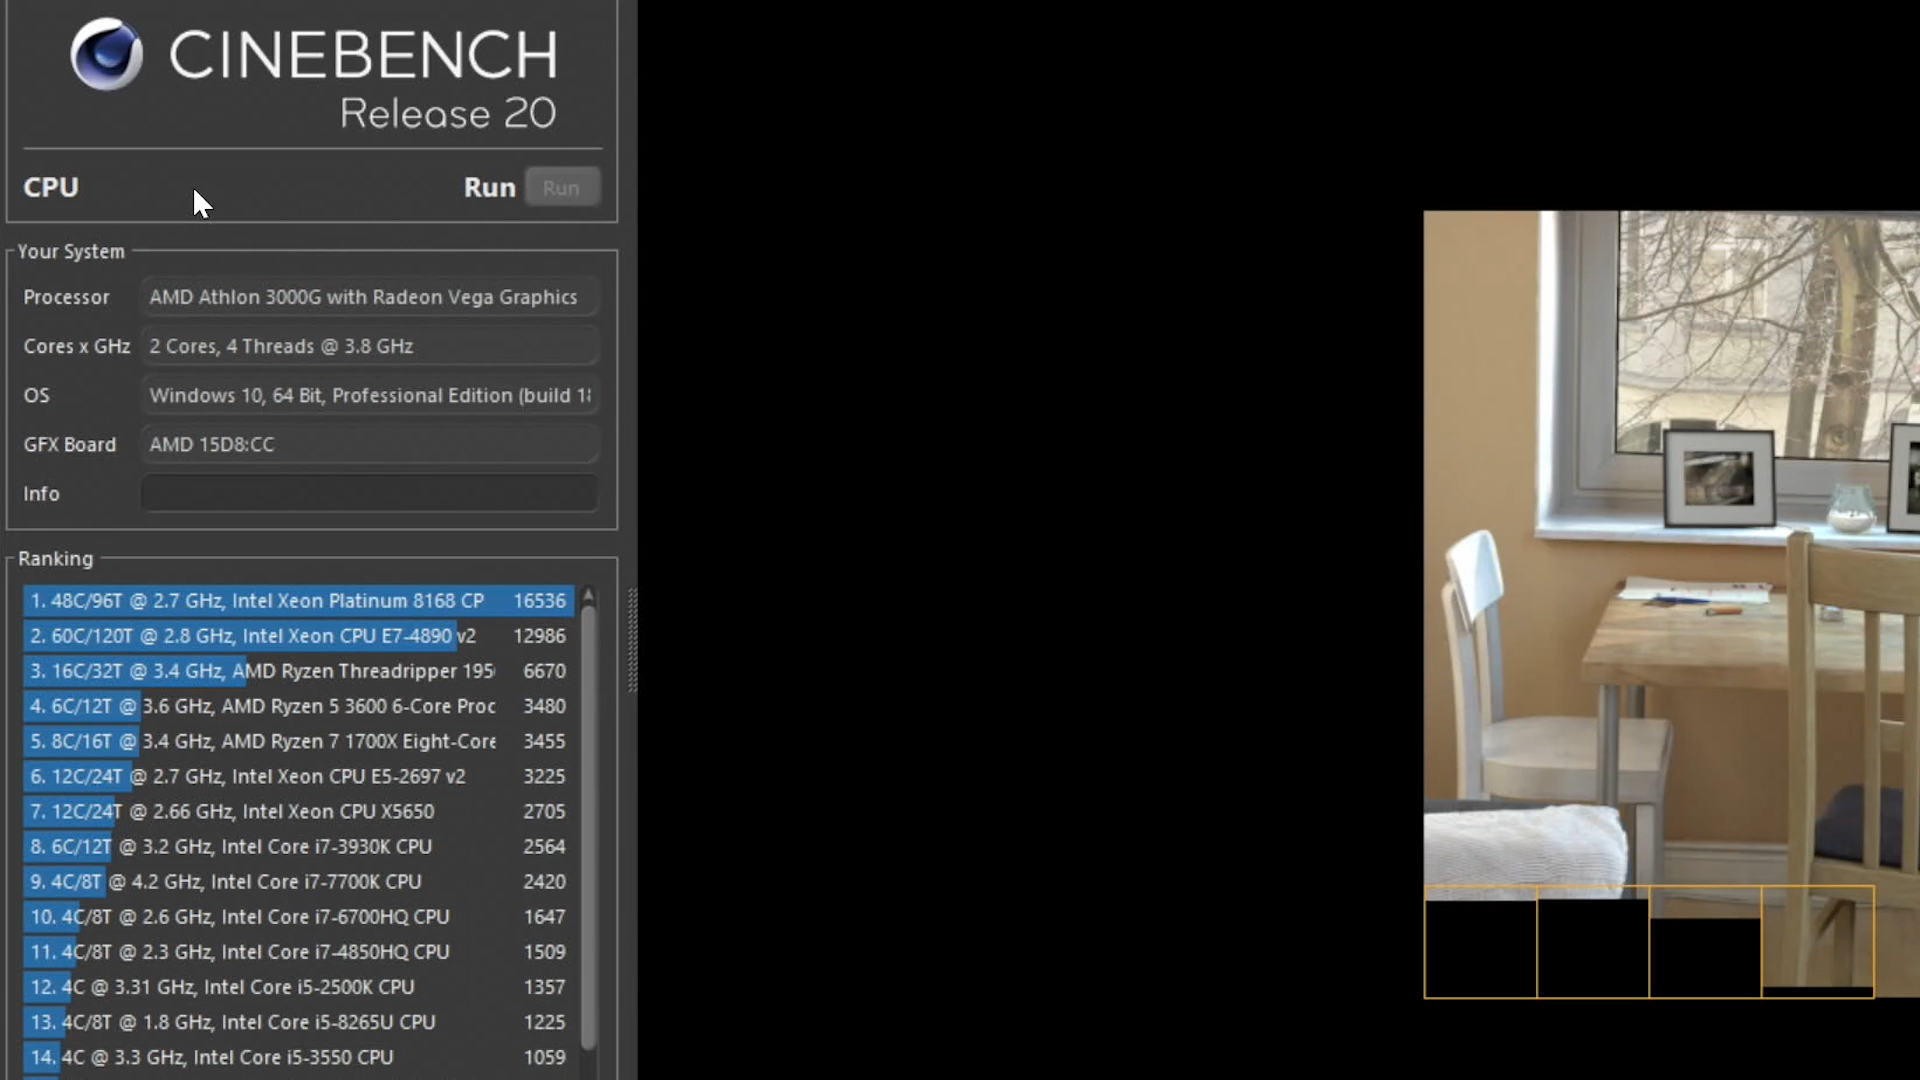 CINEBENCH
Release 20
CPU Run Run
Your System
Processor AMD Athlon 3000G with Radeon Vega Graphics
Cores x GHz 2 Cores, 4 Threads @ 3.8 GHz
OS Windows 10, 64 Bit, Professional Edition (build
GFX Board AMD 15D8:CC
Info
Ranking
1. 48C/96T @ 2.7 GHz, Intel Xeon Platinum 8168 CP 16536
2. 60C/120T @ 2.8 GHz, Intel Xeon CPU E7-4890 v2 12986
3. 16C/32T @ 3.4 GHz, AMD Ryzen Threadripper 195 6670
4. 6C/12T @ 3.6 GHz, AMD Ryzen 5 3600 6-Core Proc 3480
5. 8C/16T @ 3.4 GHz, AMD Ryzen 7 1700X Eight-Core 3455
6. 12C/24T @ 2.7 GHz, Intel Xeon CPU E5-2697 v2 3225
7. 12C/24T @ 2.66 GHz, Intel Xeon CPU X5650 2705
8. 6C/12T @ 3.2 GHz, Intel Core i7-3930K CPU 2564
9. 4C/8T @ 4.2 GHz, Intel Core i7-7700K CPU 2420
10. 4C/8T @ 2.6 GHz, Intel Core i7-6700HQ CPU 1647
11. 4C/8T @ 2.3 GHz, Intel Core i7-4850HQ CPU 1509
12. 4C @ 3.31 GHz, Intel Core i5-2500K CPU 1357
13. 4C/8T @ 1.8 GHz, Intel Core i5-8265U CPU 1225
14. 4C @ 3.3 GHz, Intel Core i5-3550 CPU 1059